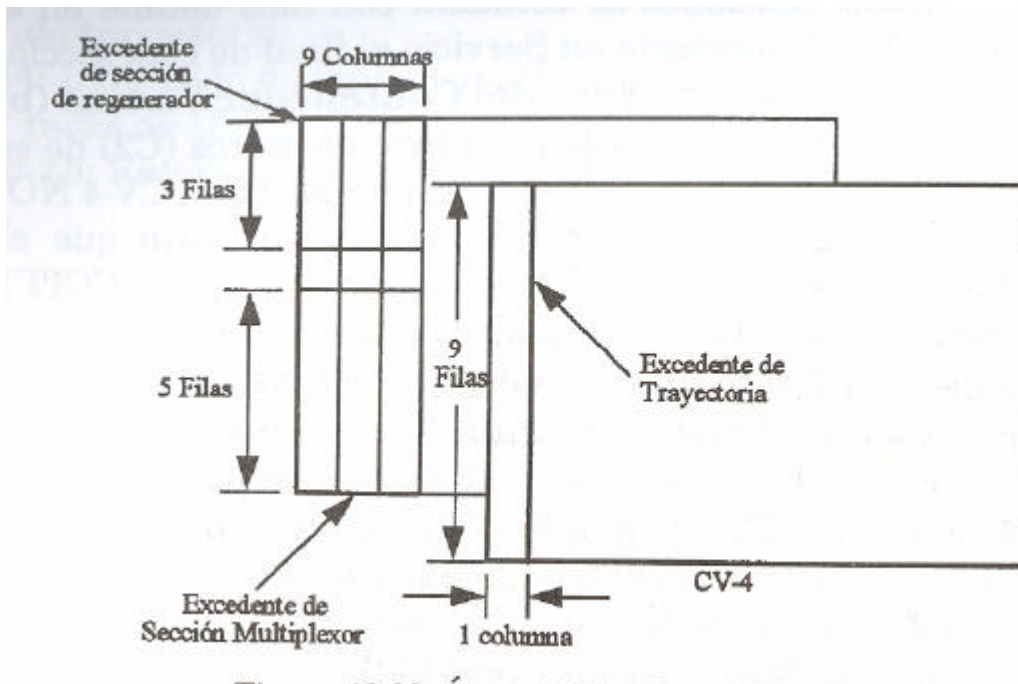 Excedente
de sección
de regenerador
9 Columnas
3 Filas
5 Filas
9
Filas
Excedente de
Trayectoria
CV-4
Excedente de
Sección Multiplexor
1 columna